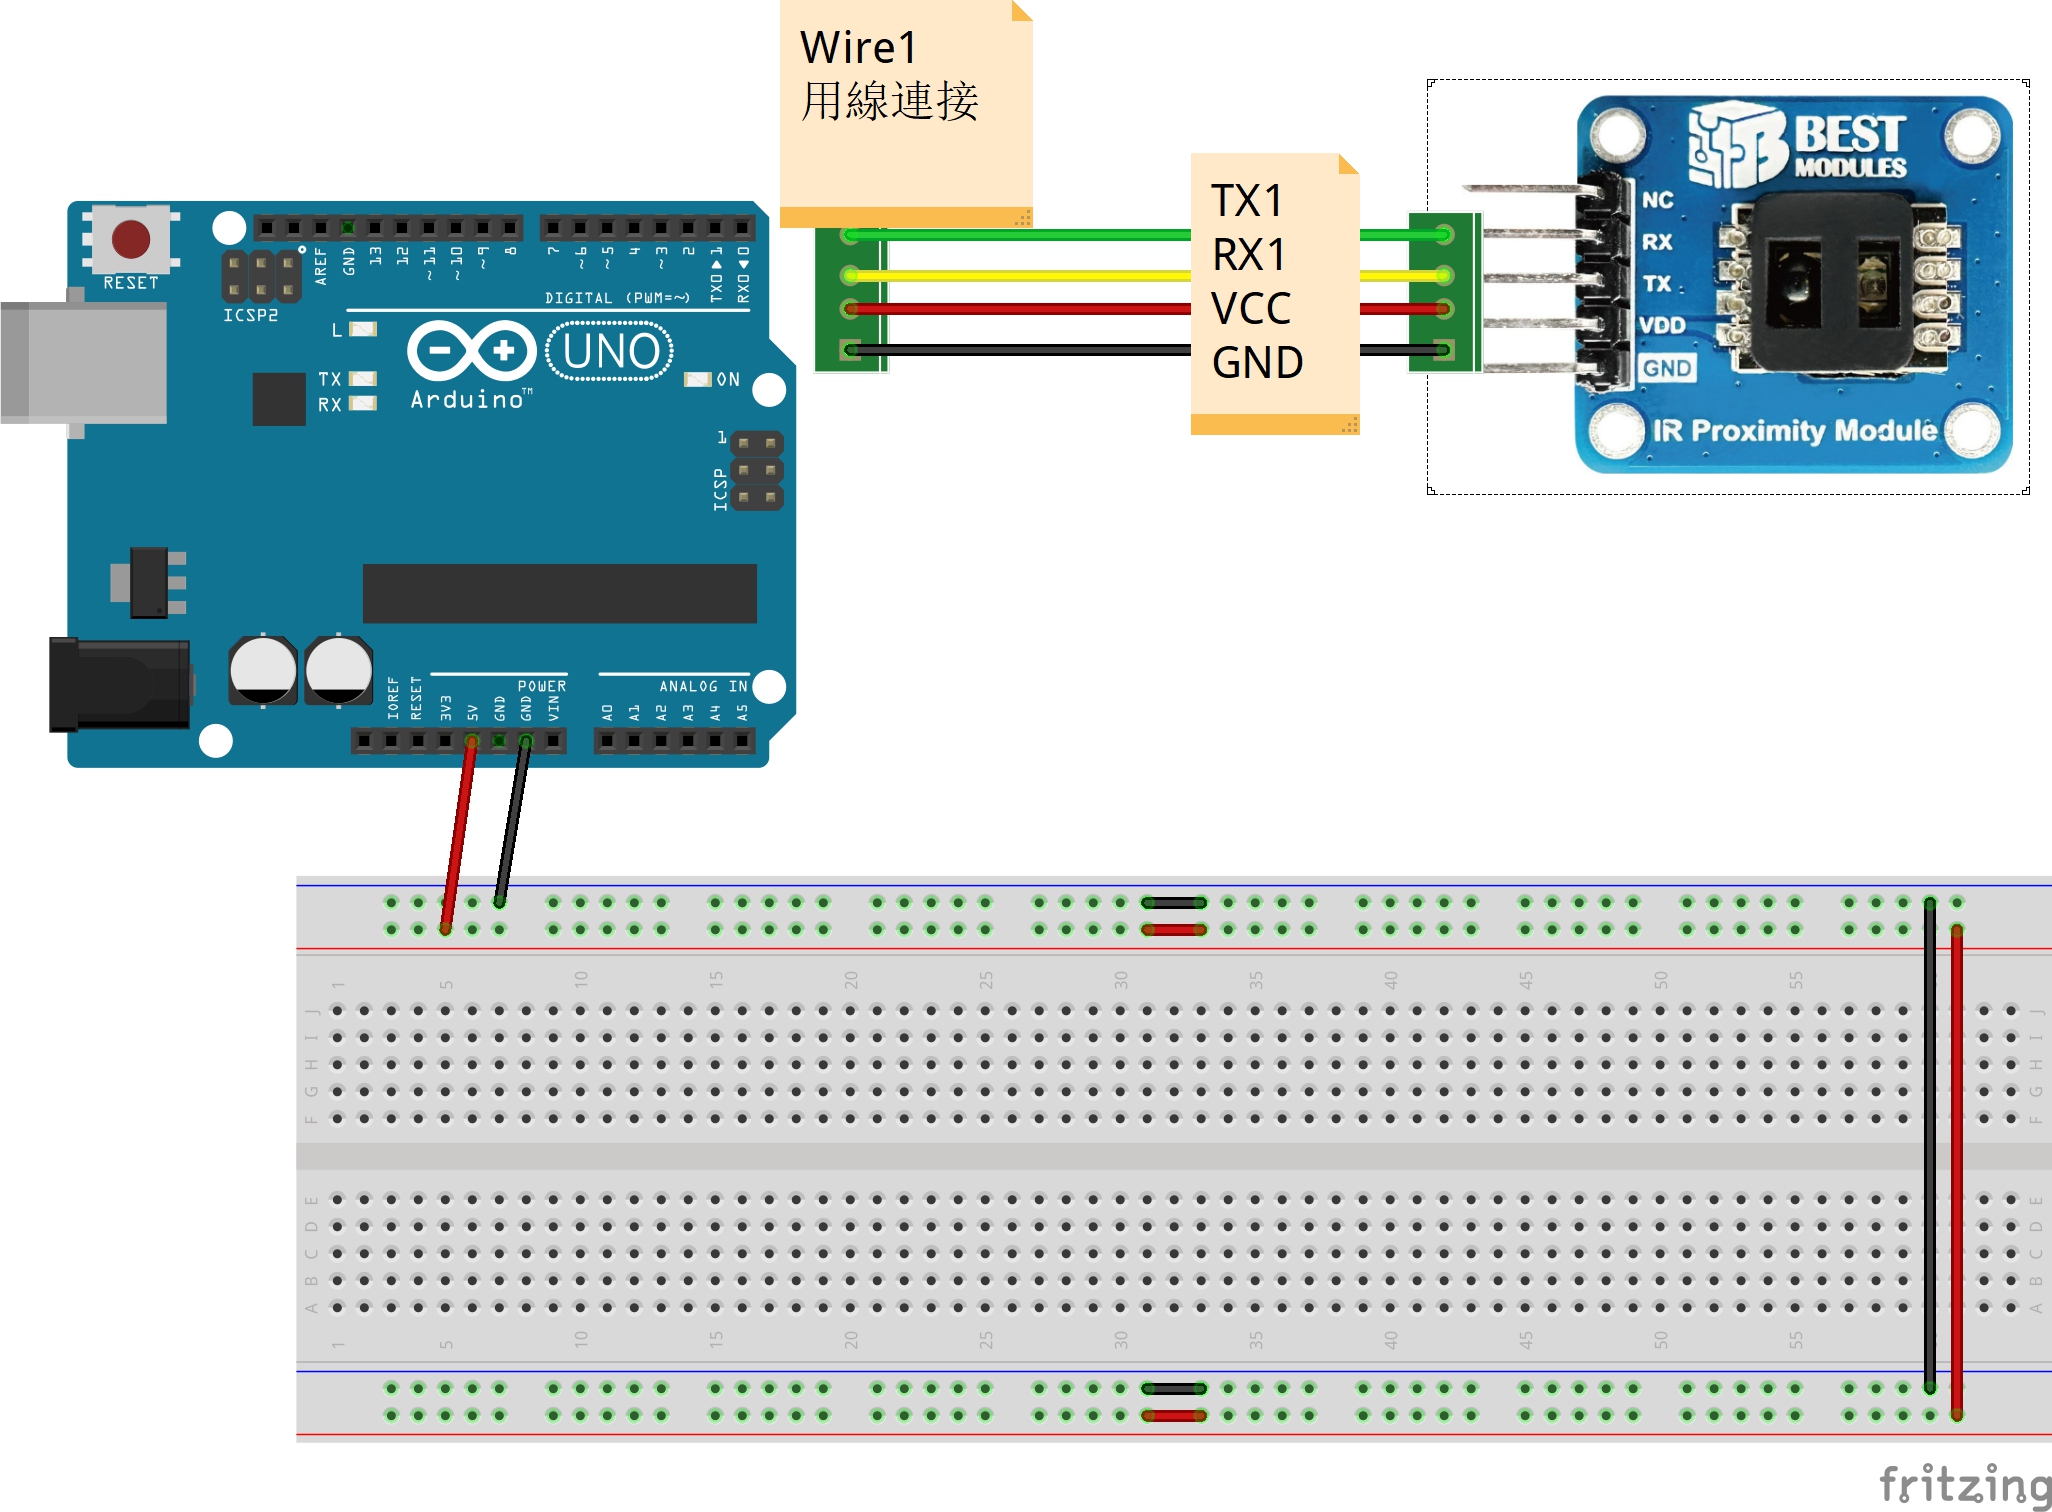 Wire1
用線連接
TX1
RX1
VCC
GND
BEST
MODULES
NC
RX
TX
VDD
GND
IR Proximity Module
RESET
ICSP2
AREF
GND
13
12
~11
~10
~9
8
7
~6
~5
4
~3
2
TX0▶1
RX0◀0
DIGITAL (PWM=~)
L
TX
RX
UNO
Arduino™
ON
1
ICSP
IOREF
RESET
3V3
5V
GND
GND
VIN
POWER
ANALOG IN
A0
A1
A2
A3
A4
A5
1 5 10 15 20 25 30 35 40 45 50 55
J J
I I
H H
G G
F F
E E
D D
C C
B B
A A
1 5 10 15 20 25 30 35 40 45 50 55
fritzing